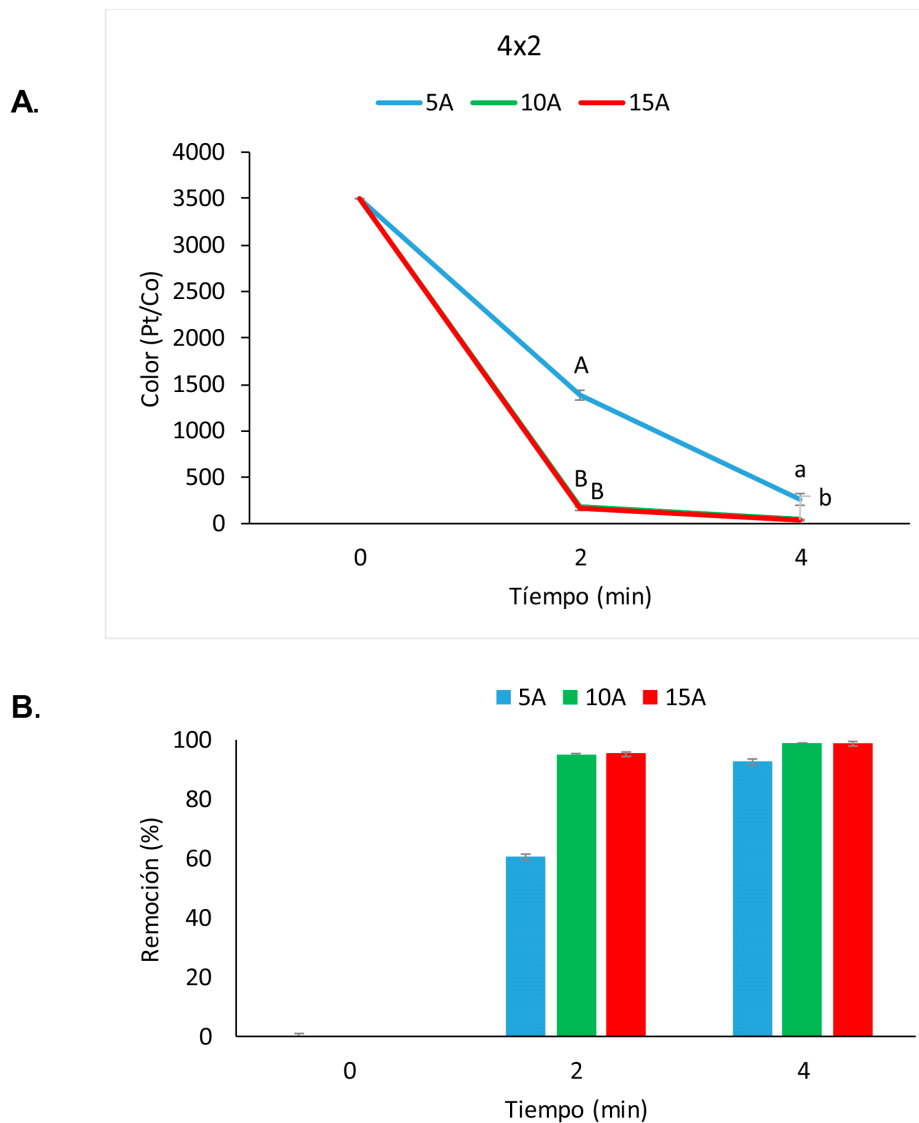 4x2
A.
5A 10A 15A
4000
3500
3000
2500
2000
1500
1000
500
0
Color (Pt/Co)
A
B
B
a
b
0 2 4
Tíempo (min)
B.
5A 10A 15A
100
80
60
40
20
0
Remoción (%)
0 2 4
Tiempo (min)